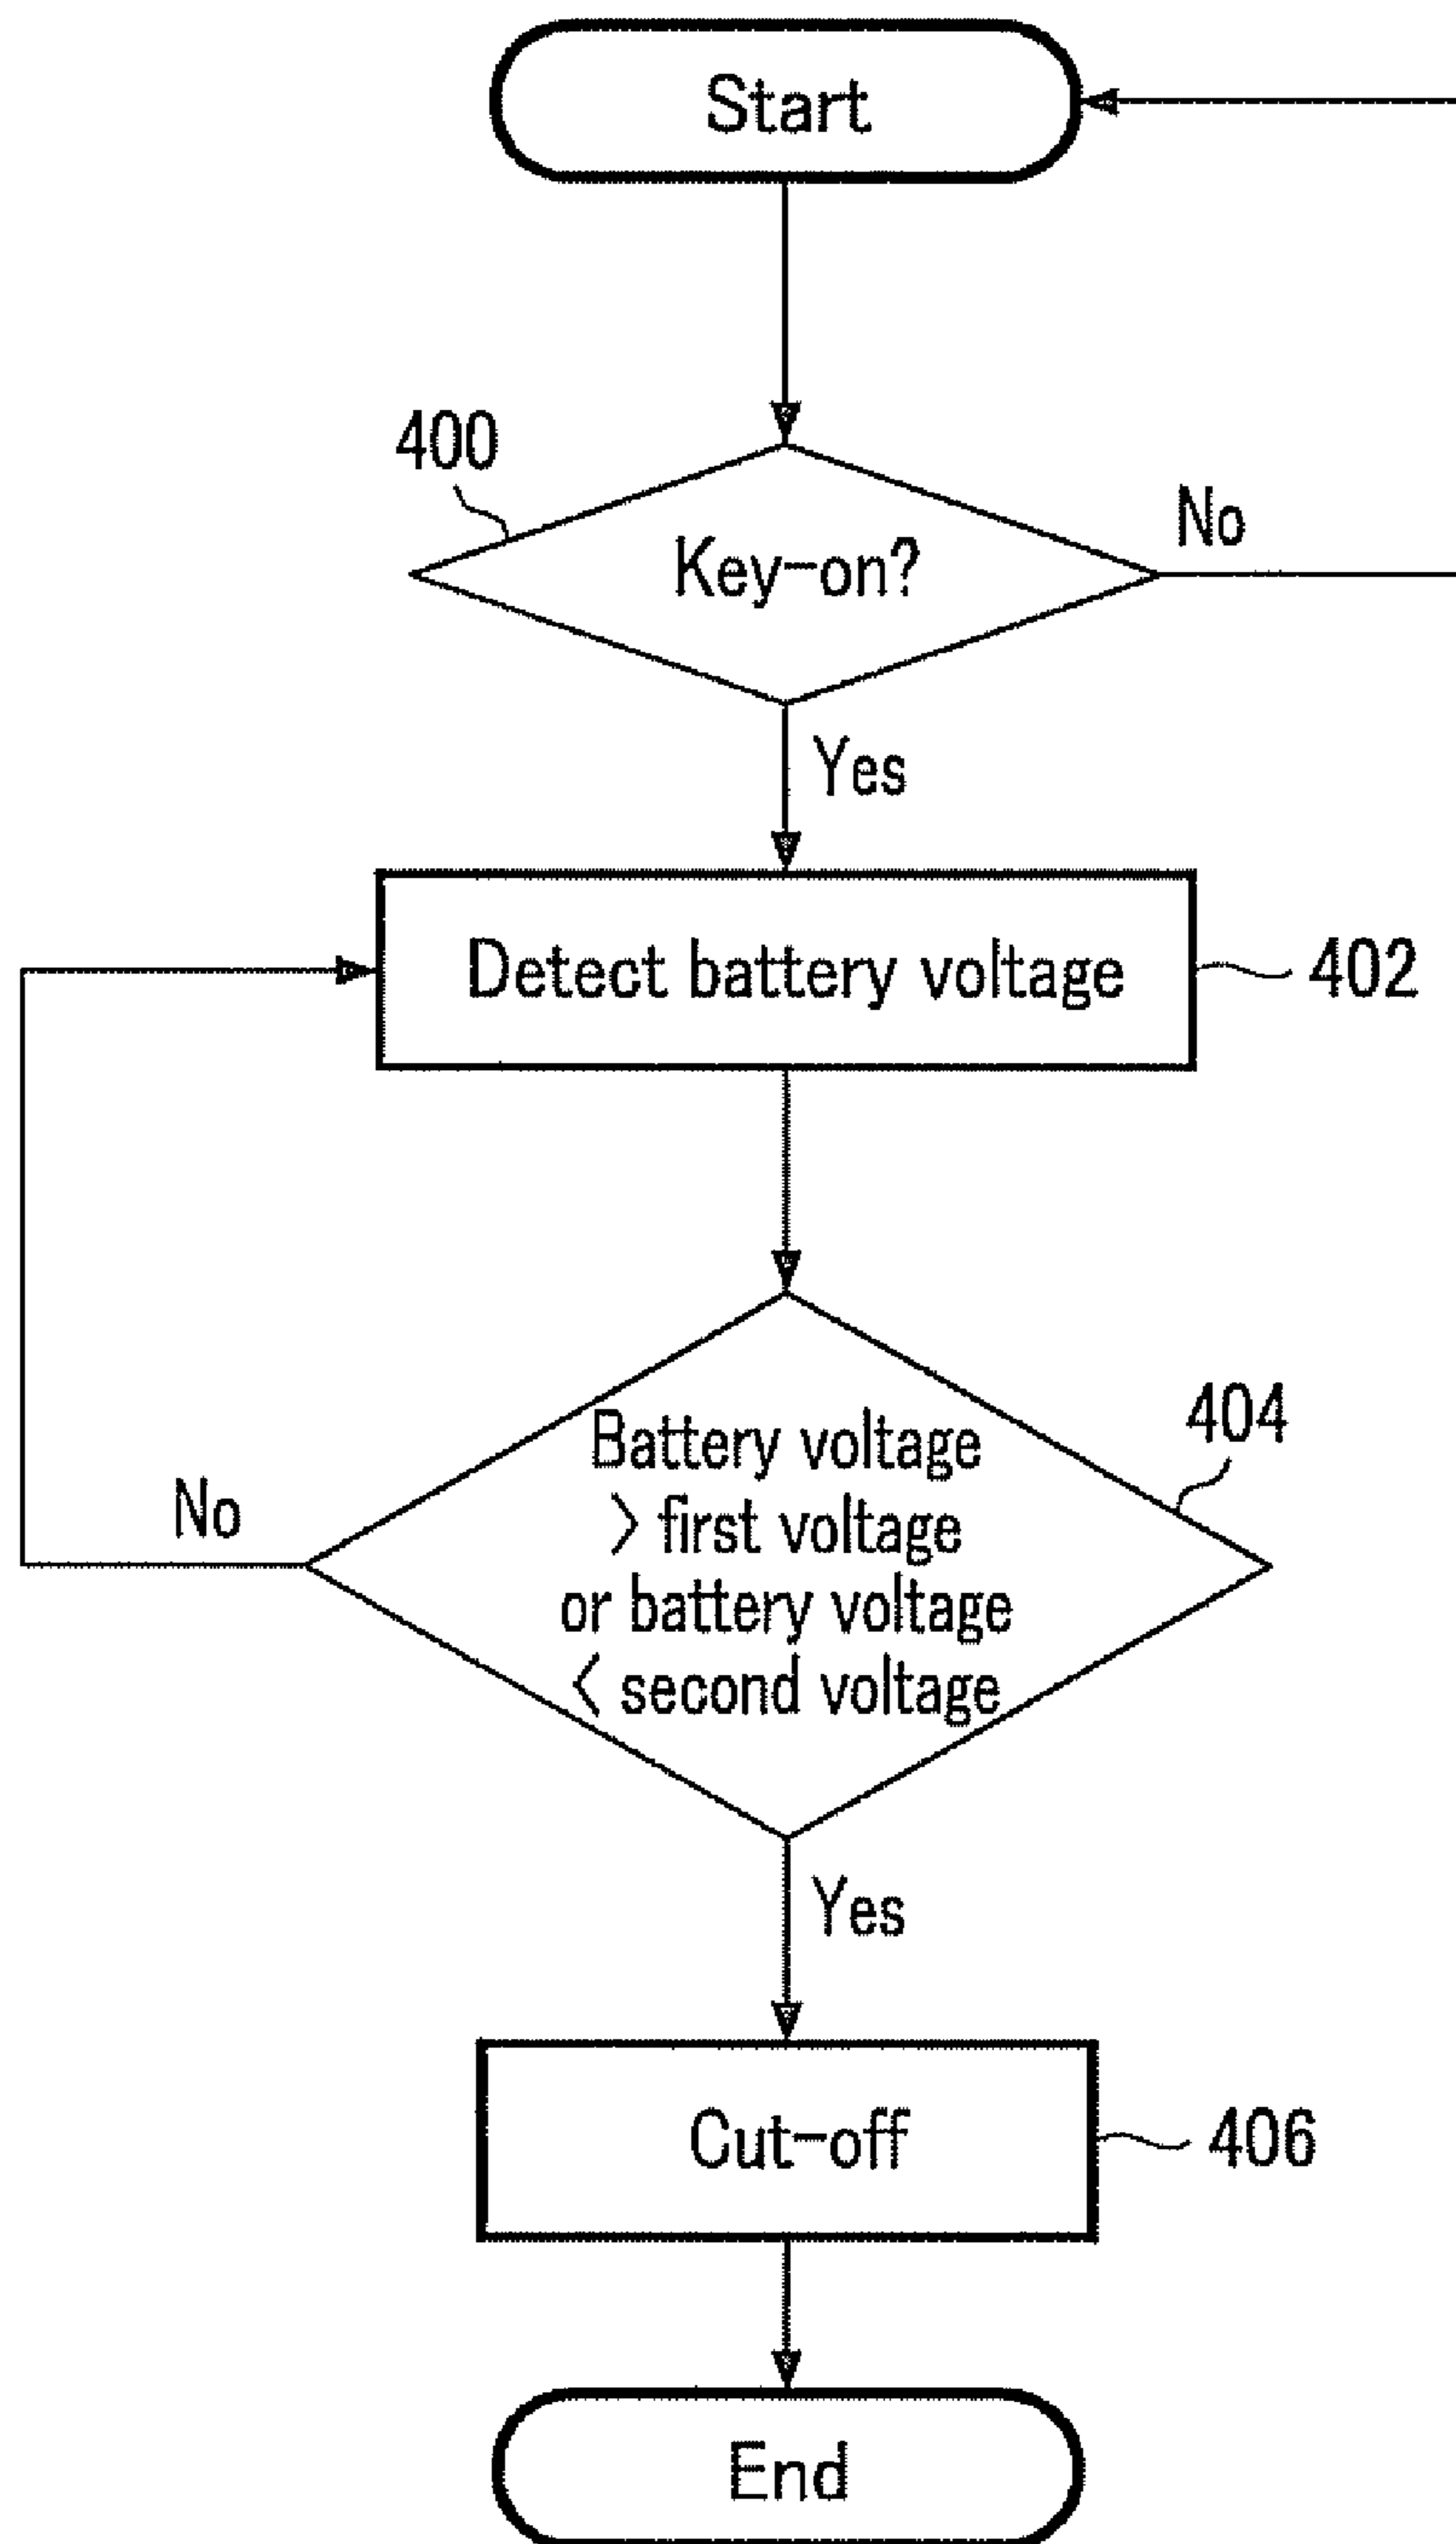 Start
400
Key-on?
No
Yes
Detect battery voltage
402
404
Battery voltage
> first voltage
or battery voltage
< second voltage
No
Yes
Cut-off
406
End